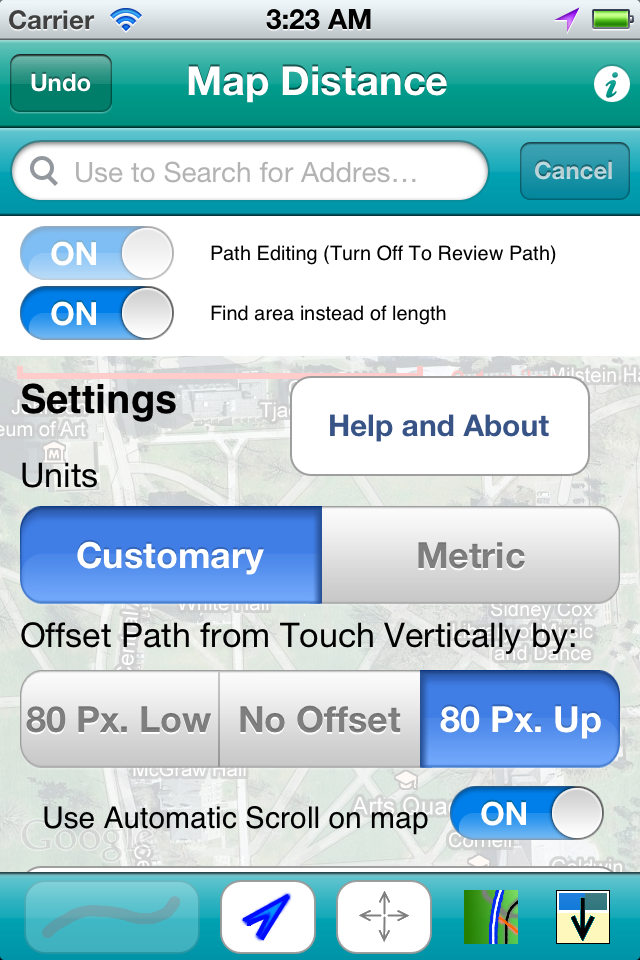 Carrier
3:23 AM
Undo
Map Distance
i
Use to Search for Addres…
Cancel
ON
Path Editing (Turn Off To Review Path)
ON
Find area instead of length
Milstein Ha
Settings
Tja
eum of Art
Help and About
Units
Customary
Metric
White Hall
Sidney Cox
Music
and Dance
Offset Path from Touch Vertically by:
80 Px. Low
No Offset
80 Px. Up
McGraw Hall
Arts Qua
Use Automatic Scroll on map
ON
Google
Cornell
Goldwin